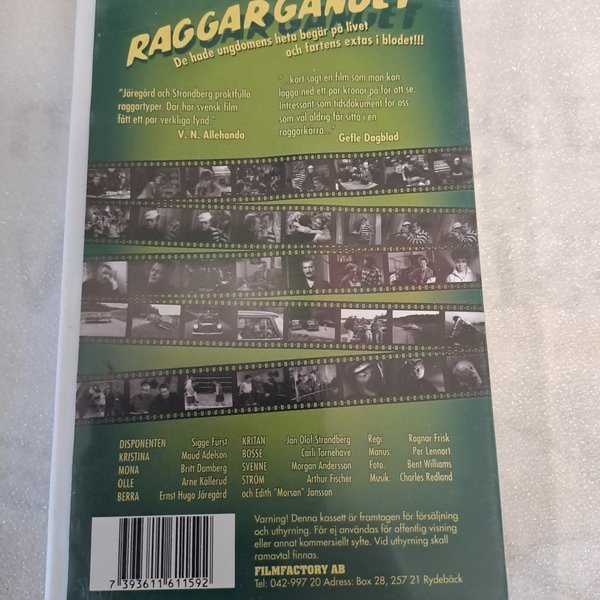 RAGGARGÄNGET
De hade ungdomens heta begär på livet
och fartens extas i blodet!!!
"Järegård och Strandberg praktfulla
raggartyper. Där har svensk film
fått ett par verkliga fynd"
V. N. Allehanda
"...kort sagt en film som man kan
lägga ned ett par kronor på för att se.
Intressant som tidsdokument för oss
som väl aldrig får sitta i en
raggarkärra..."
Gefle Dagblad
DISPONENTEN Sigge Fürst
KRISTINA Maud Adelson
MONA Britt Damberg
OLLE Arne Källerud
BERRA Ernst Hugo Järegård
KRITAN Jan Olof Strandberg
BOSSE Carli Tornehave
SVENNE Morgan Andersson
STRÖM Arthur Fischer
och Edith "Morsan" Jansson
Regi: Ragnar Frisk
Manus: Per Lennart
Foto: Bent Williams
Musik: Charles Redland
7 393611 611592
Varning! Denna kassett är framtagen för försäljning
och uthyrning. Får ej användas för offentlig visning
eller annat kommersiellt syfte. Vid uthyrning skall
ramavtal finnas.
FILMFACTORY AB
Tel: 042-997 20 Adress: Box 28, 257 21 Rydebäck